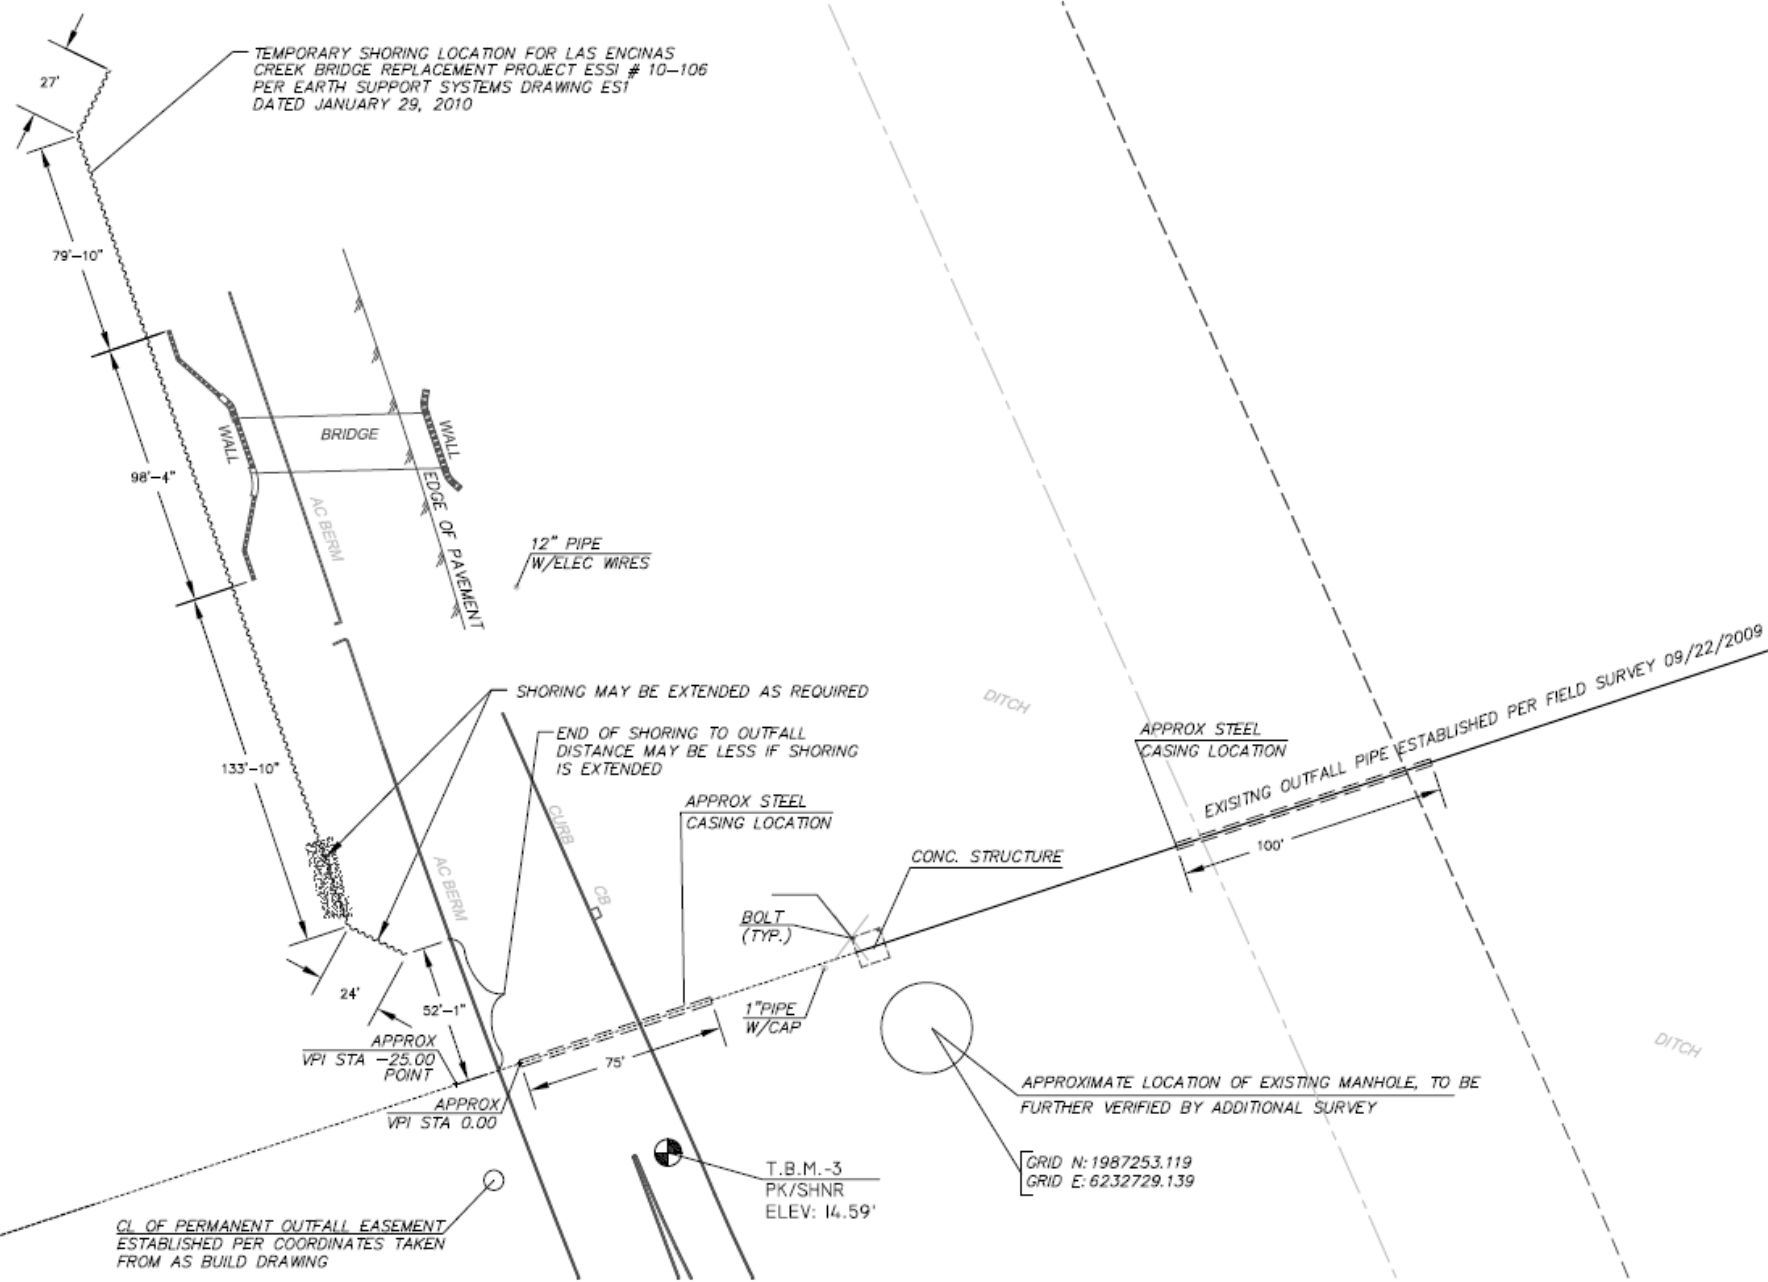 TEMPORARY SHORING LOCATION FOR LAS ENCINAS
CREEK BRIDGE REPLACEMENT PROJECT ESSI # 10-106
PER EARTH SUPPORT SYSTEMS DRAWING ES1
DATED JANUARY 29, 2010
27'
79'-10"
98'-4"
WALL
BRIDGE
WALL
AC BERM
EDGE OF PAVEMENT
12" PIPE
W/ELEC WIRES
SHORING MAY BE EXTENDED AS REQUIRED
END OF SHORING TO OUTFALL
DISTANCE MAY BE LESS IF SHORING
IS EXTENDED
133'-10"
CURB
AC BERM
CB
APPROX STEEL
CASING LOCATION
DITCH
APPROX STEEL
CASING LOCATION
EXISITNG OUTFALL PIPE ESTABLISHED PER FIELD SURVEY 09/22/2009
100'
CONC. STRUCTURE
BOLT
(TYP.)
1"PIPE
W/CAP
24'
52'-1"
75'
APPROX
VPI STA -25.00
POINT
APPROX
VPI STA 0.00
DITCH
APPROXIMATE LOCATION OF EXISTING MANHOLE, TO BE
FURTHER VERIFIED BY ADDITIONAL SURVEY
GRID N: 1987253.119
GRID E: 6232729.139
T.B.M.-3
PK/SHNR
ELEV: 14.59'
CL OF PERMANENT OUTFALL EASEMENT
ESTABLISHED PER COORDINATES TAKEN
FROM AS BUILD DRAWING